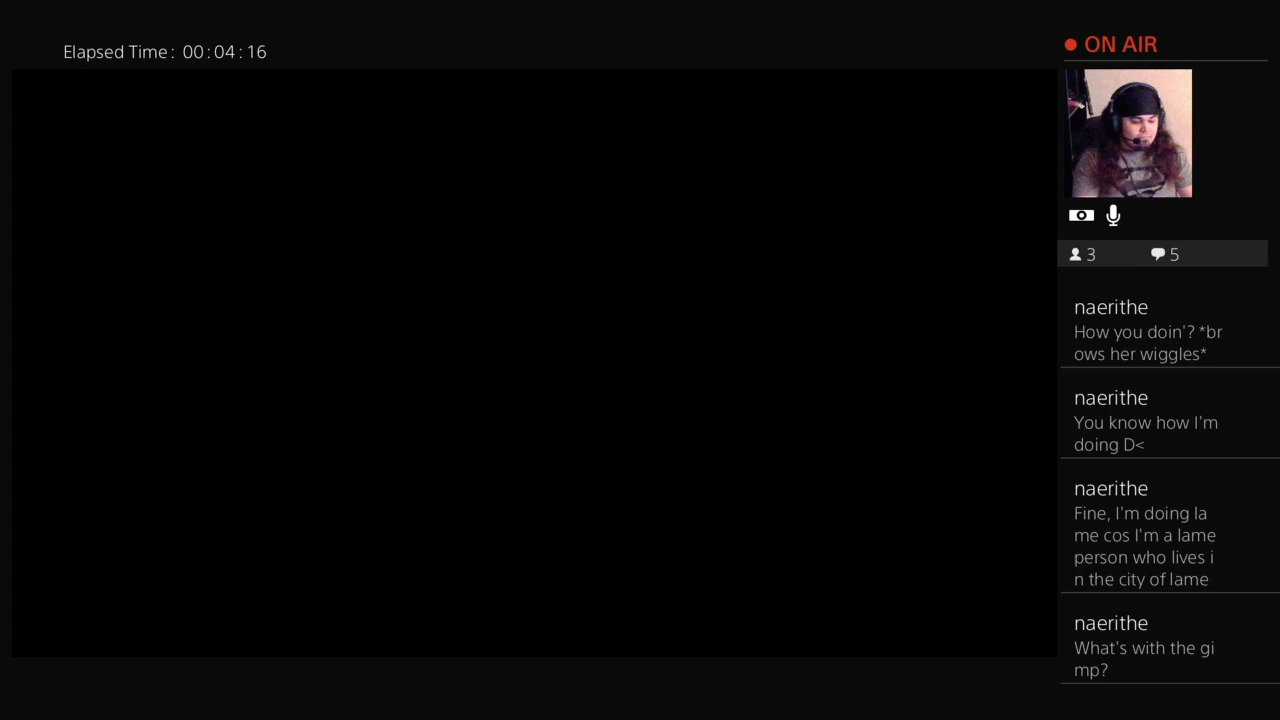 Elapsed Time: 00:04:16
ON AIR
3 5
naerithe
How you doin'? *br
ows her wiggles*
naerithe
You know how I'm
doing D<
naerithe
Fine, I'm doing la
me cos I'm a lame
person who lives i
n the city of lame
naerithe
What's with the gi
mp?